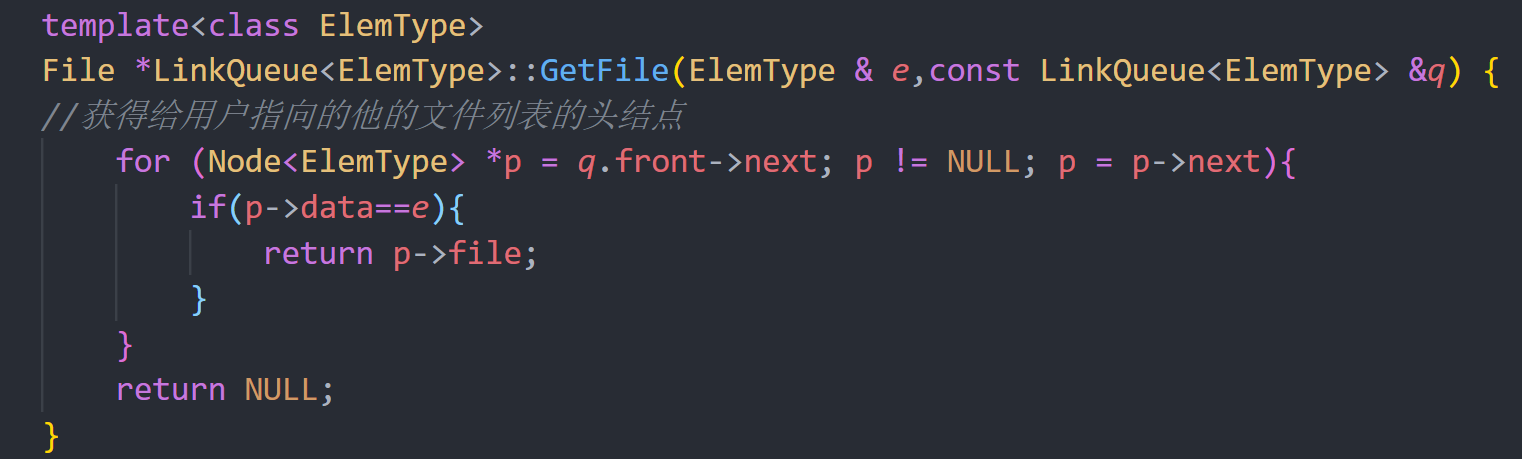 template<class ElemType>
File *LinkQueue<ElemType>::GetFile(ElemType & e,const LinkQueue<ElemType> &q) {
//获得给用户指向的他的文件列表的头结点
    for (Node<ElemType> *p = q.front->next; p != NULL; p = p->next){
        if(p->data==e){
            return p->file;
        }
    }
    return NULL;
}